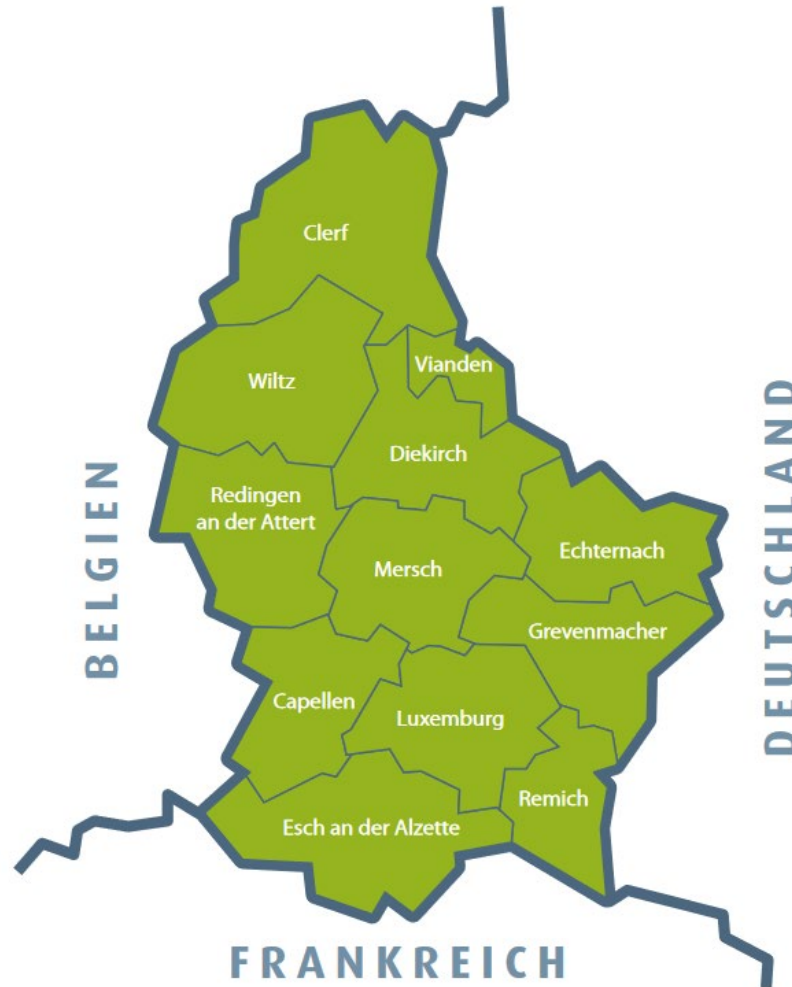 Clerf
Vianden
Wiltz
Diekirch
Redingen
an der Attert
Echternach
Mersch
Grevenmacher
Capellen
Luxemburg
Remich
Esch an der Alzette
BELGIEN
DEUTSCHLAND
FRANKREICH